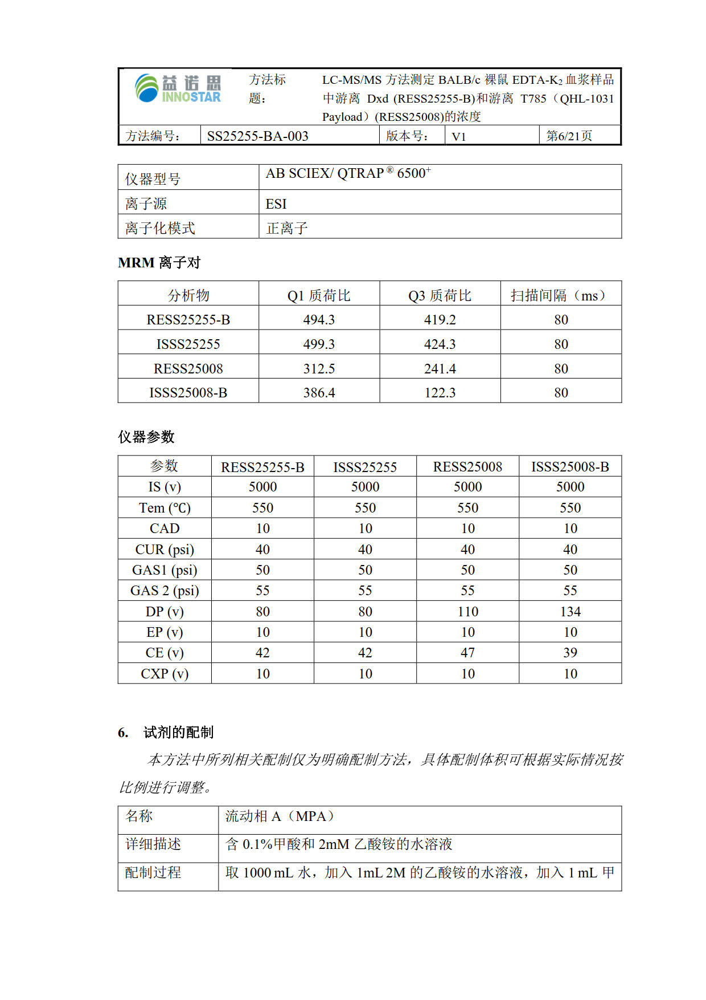 益诺思
INNOSTAR
方法标题：
LC-MS/MS 方法测定 BALB/c 裸鼠 EDTA-K2 血浆样品
中游离 Dxd (RESS25255-B)和游离 T785（QHL-1031
Payload）(RESS25008)的浓度
方法编号： SS25255-BA-003 版本号： V1 第6/21页
仪器型号 AB SCIEX/ QTRAP® 6500+
离子源 ESI
离子化模式 正离子
MRM 离子对
分析物 Q1 质荷比 Q3 质荷比 扫描间隔（ms）
RESS25255-B 494.3 419.2 80
ISSS25255 499.3 424.3 80
RESS25008 312.5 241.4 80
ISSS25008-B 386.4 122.3 80
仪器参数
参数 RESS25255-B ISSS25255 RESS25008 ISSS25008-B
IS (v) 5000 5000 5000 5000
Tem (℃) 550 550 550 550
CAD 10 10 10 10
CUR (psi) 40 40 40 40
GAS1 (psi) 50 50 50 50
GAS 2 (psi) 55 55 55 55
DP (v) 80 80 110 134
EP (v) 10 10 10 10
CE (v) 42 42 47 39
CXP (v) 10 10 10 10
6. 试剂的配制
本方法中所列相关配制仅为明确配制方法，具体配制体积可根据实际情况按
比例进行调整。
名称 流动相 A（MPA）
详细描述 含 0.1%甲酸和 2mM 乙酸铵的水溶液
配制过程 取 1000 mL 水，加入 1mL 2M 的乙酸铵的水溶液，加入 1 mL 甲